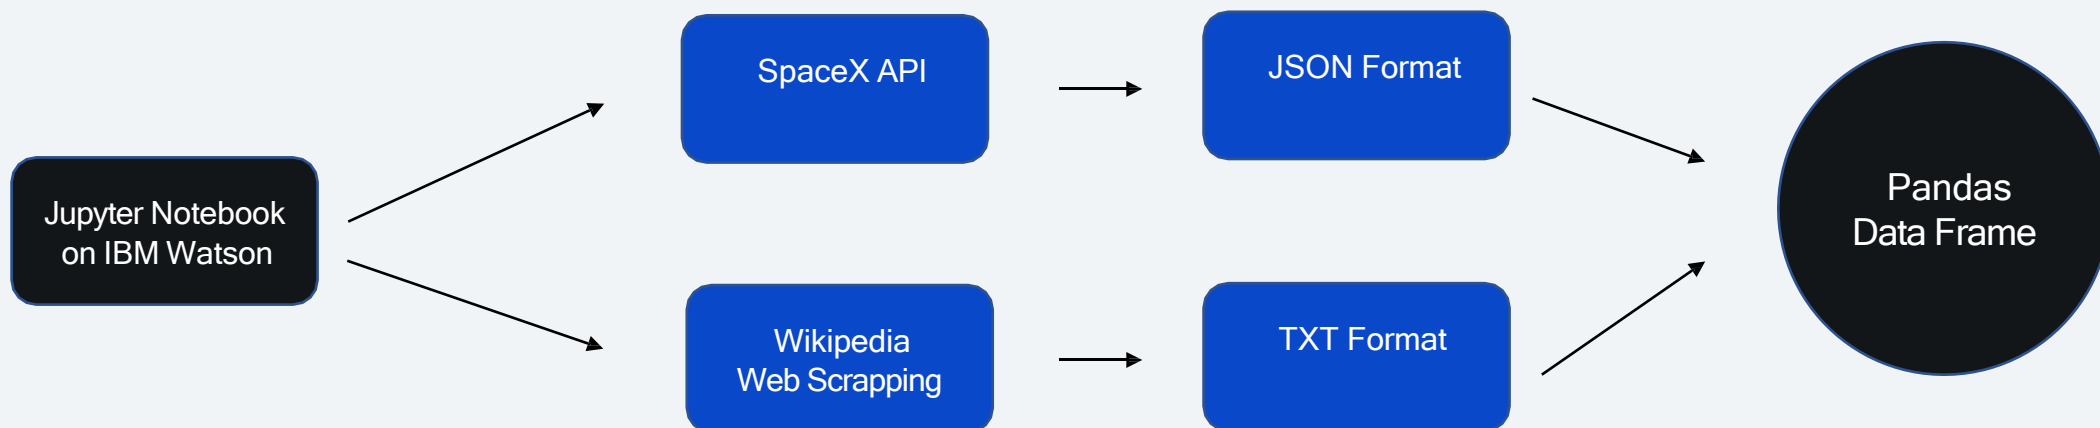 Jupyter Notebook
on IBM Watson
SpaceX API
JSON Format
Wikipedia
Web Scrapping
TXT Format
Pandas
Data Frame